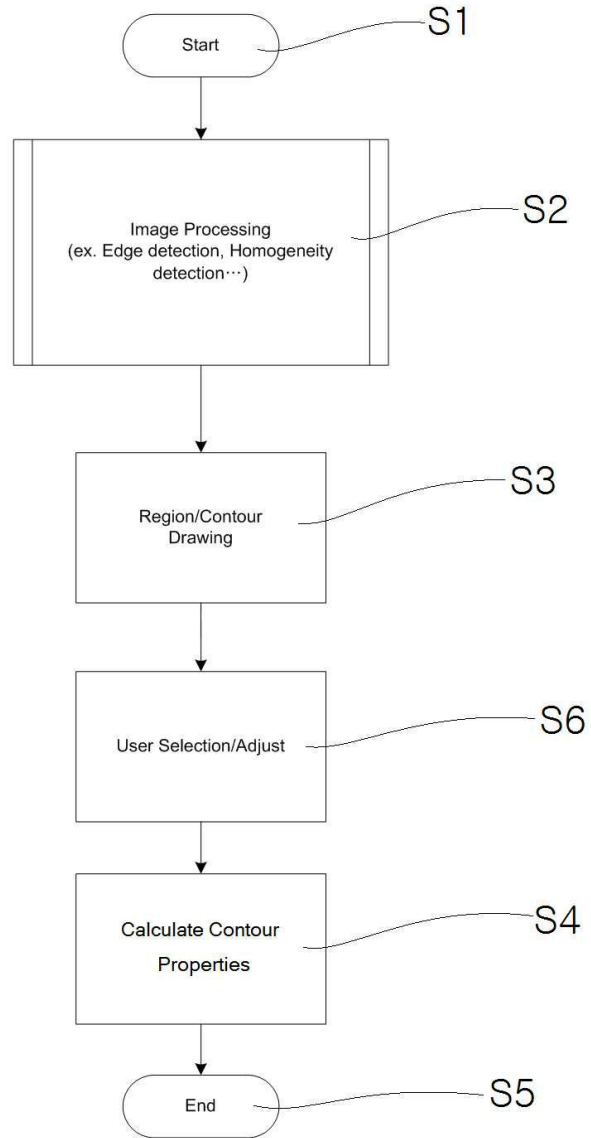 Start
S1
Image Processing
(ex. Edge detection, Homogeneity
detection⋯)
S2
Region/Contour
Drawing
S3
User Selection/Adjust
S6
Calculate Contour
Properties
S4
End
S5